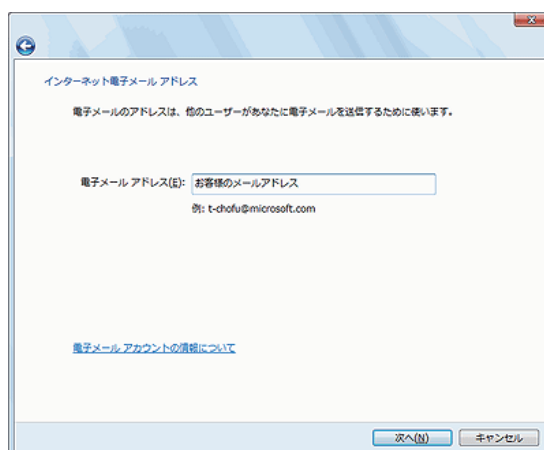 インターネット電子メール アドレス
電子メールのアドレスは、他のユーザーがあなたに電子メールを送信するために使います。
電子メール アドレス(E): お客様のメールアドレス
例: t-chofu@microsoft.com
電子メール アカウントの情報について
次へ(N) キャンセル